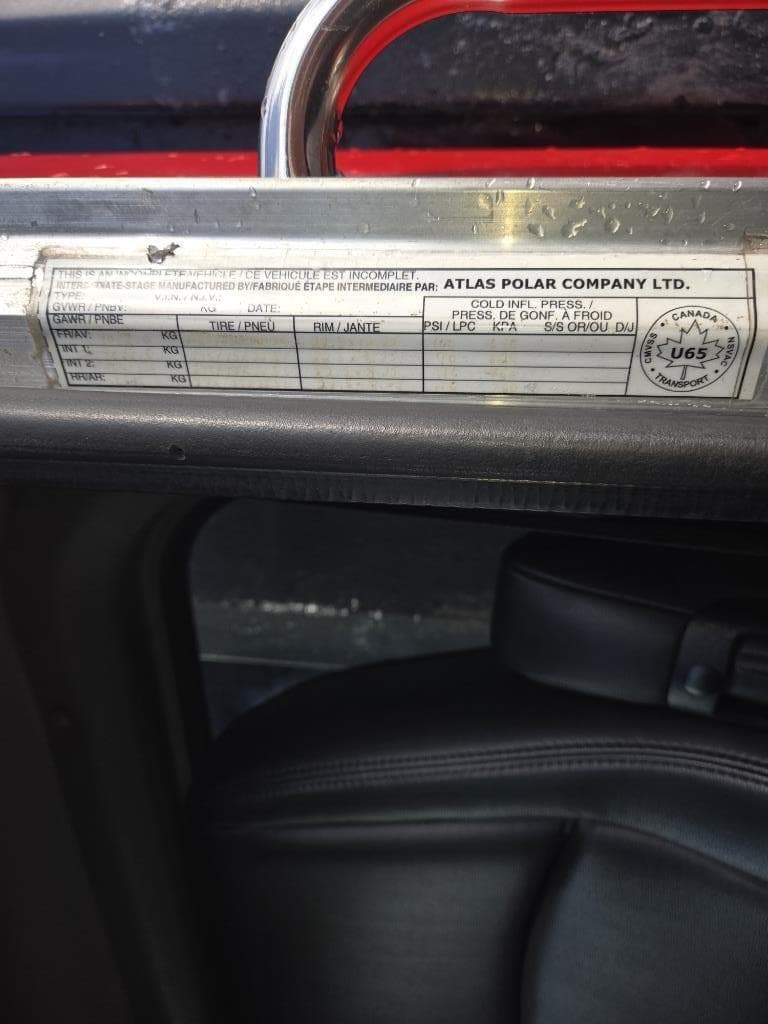 THIS IS AN INCOMPLETE VEHICLE / CE VEHICULE EST INCOMPLET.
INTERMEDIATE-STAGE MANUFACTURED BY/FABRIQUÉ ÉTAPE INTERMEDIAIRE PAR: ATLAS POLAR COMPANY LTD.
TYPE: V.I.N. / N.I.V.:
GVWR / PNBV: KG DATE:
COLD INFL. PRESS. /
PRESS. DE GONF. À FROID
GAWR / PNBE TIRE / PNEÙ RIM / JANTE PSI / LPC KPA S/S OR/OU D/J
FR/AV: KG
INT 1: KG
INT 2: KG
RR/AR: KG
CANADA
CMVS.S U65 NSVAC
TRANSPORT